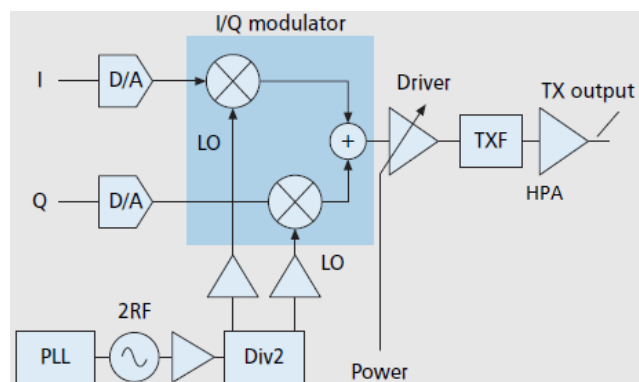 I/Q modulator
I
D/A
Driver
TX output
LO
+
TXF
HPA
Q
D/A
LO
2RF
PLL
Div2
Power